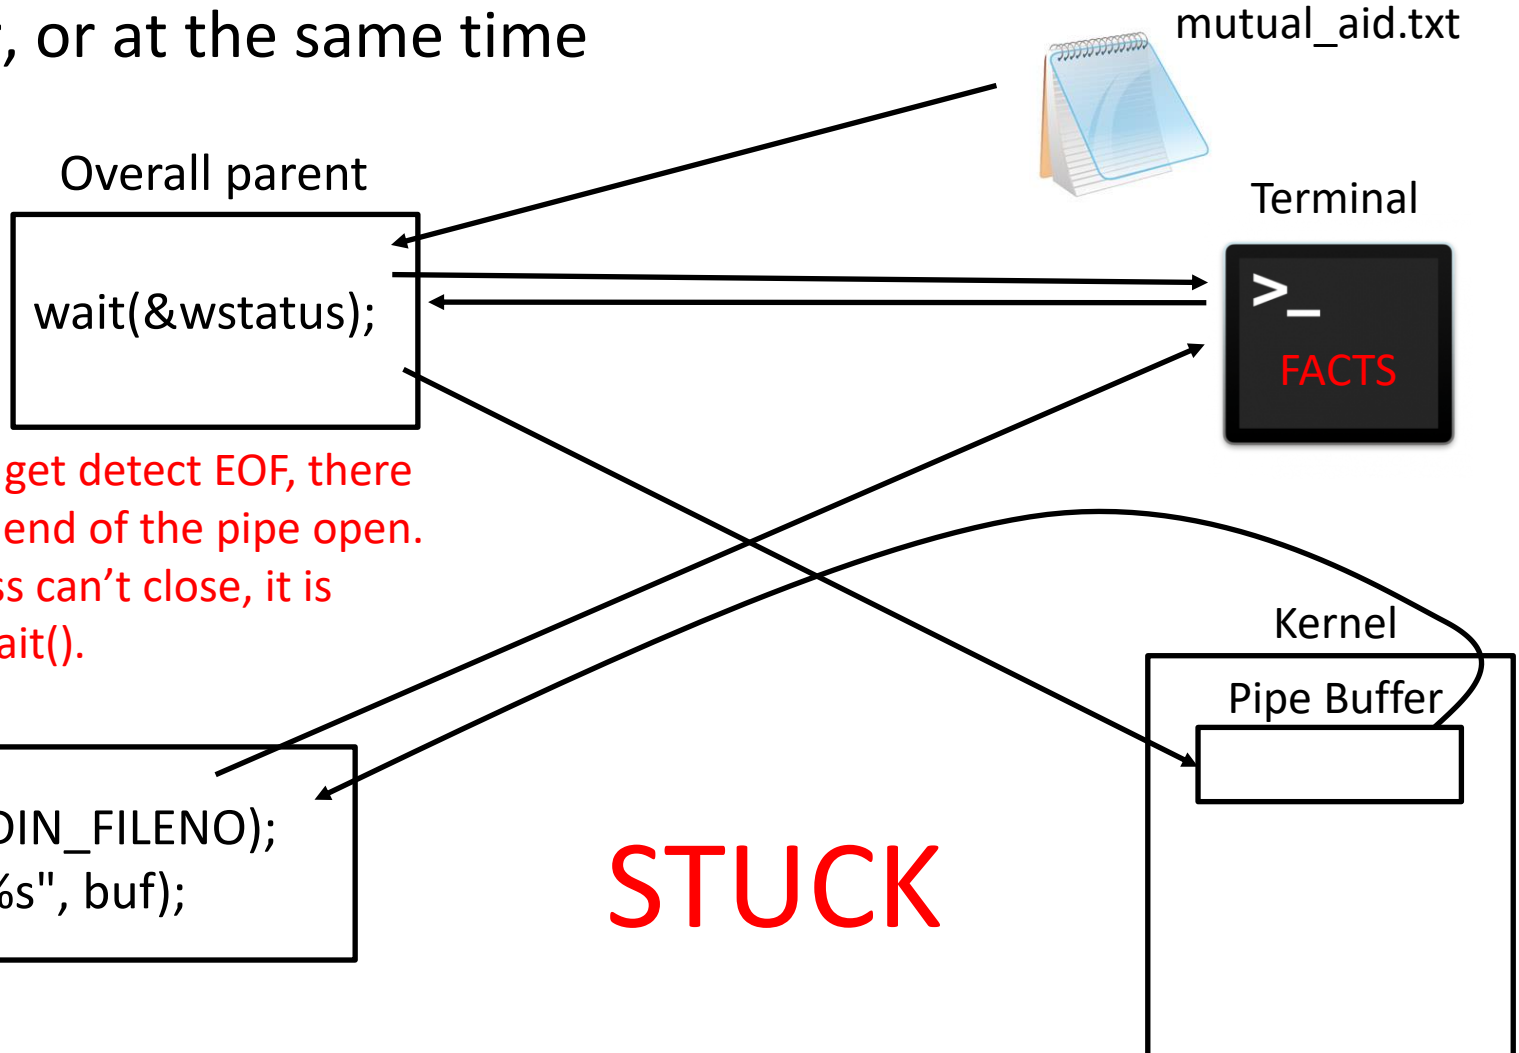 , or at the same time
mutual_aid.txt
Overall parent
Terminal
wait(&wstatus);
>_
FACTS
get detect EOF, there
end of the pipe open.
ss can't close, it is
ait().
Kernel
Pipe Buffer
DIN_FILENO);
%s", buf);
STUCK